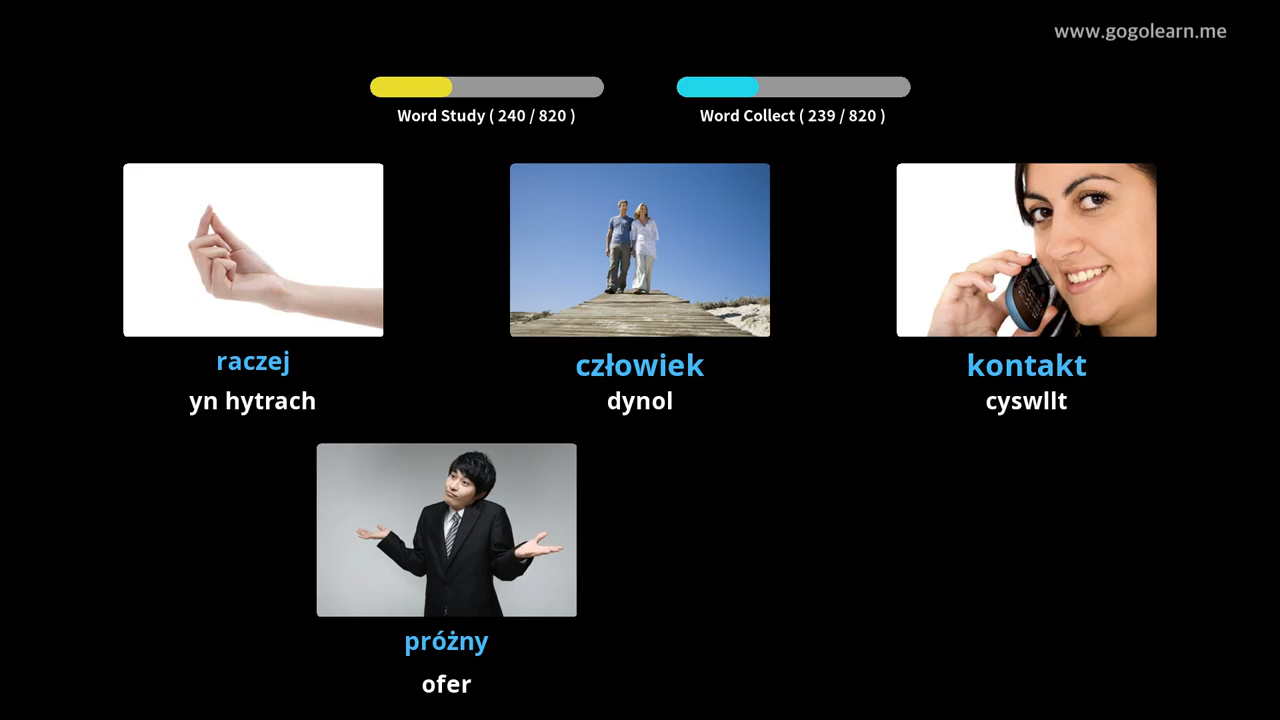 www.gogolearn.me
Word Study ( 240 / 820 )
Word Collect ( 239 / 820 )
raczej
yn hytrach
człowiek
dynol
kontakt
cyswllt
próżny
ofer